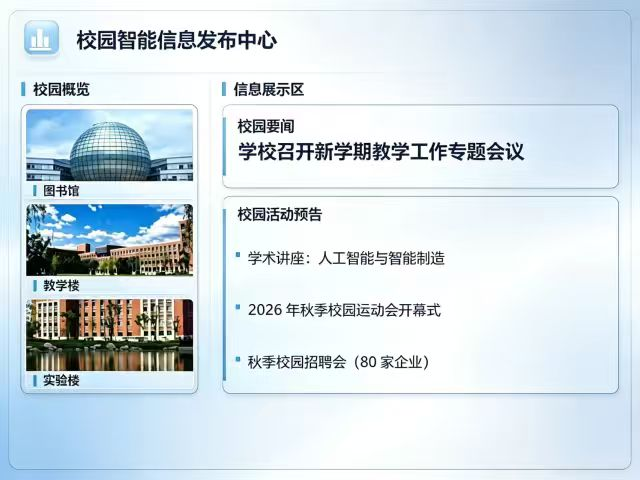 校园智能信息发布中心
校园概览
图书馆
教学楼
实验楼
信息展示区
校园要闻
学校召开新学期教学工作专题会议
校园活动预告
学术讲座：人工智能与智能制造
2026 年秋季校园运动会开幕式
秋季校园招聘会（80 家企业）